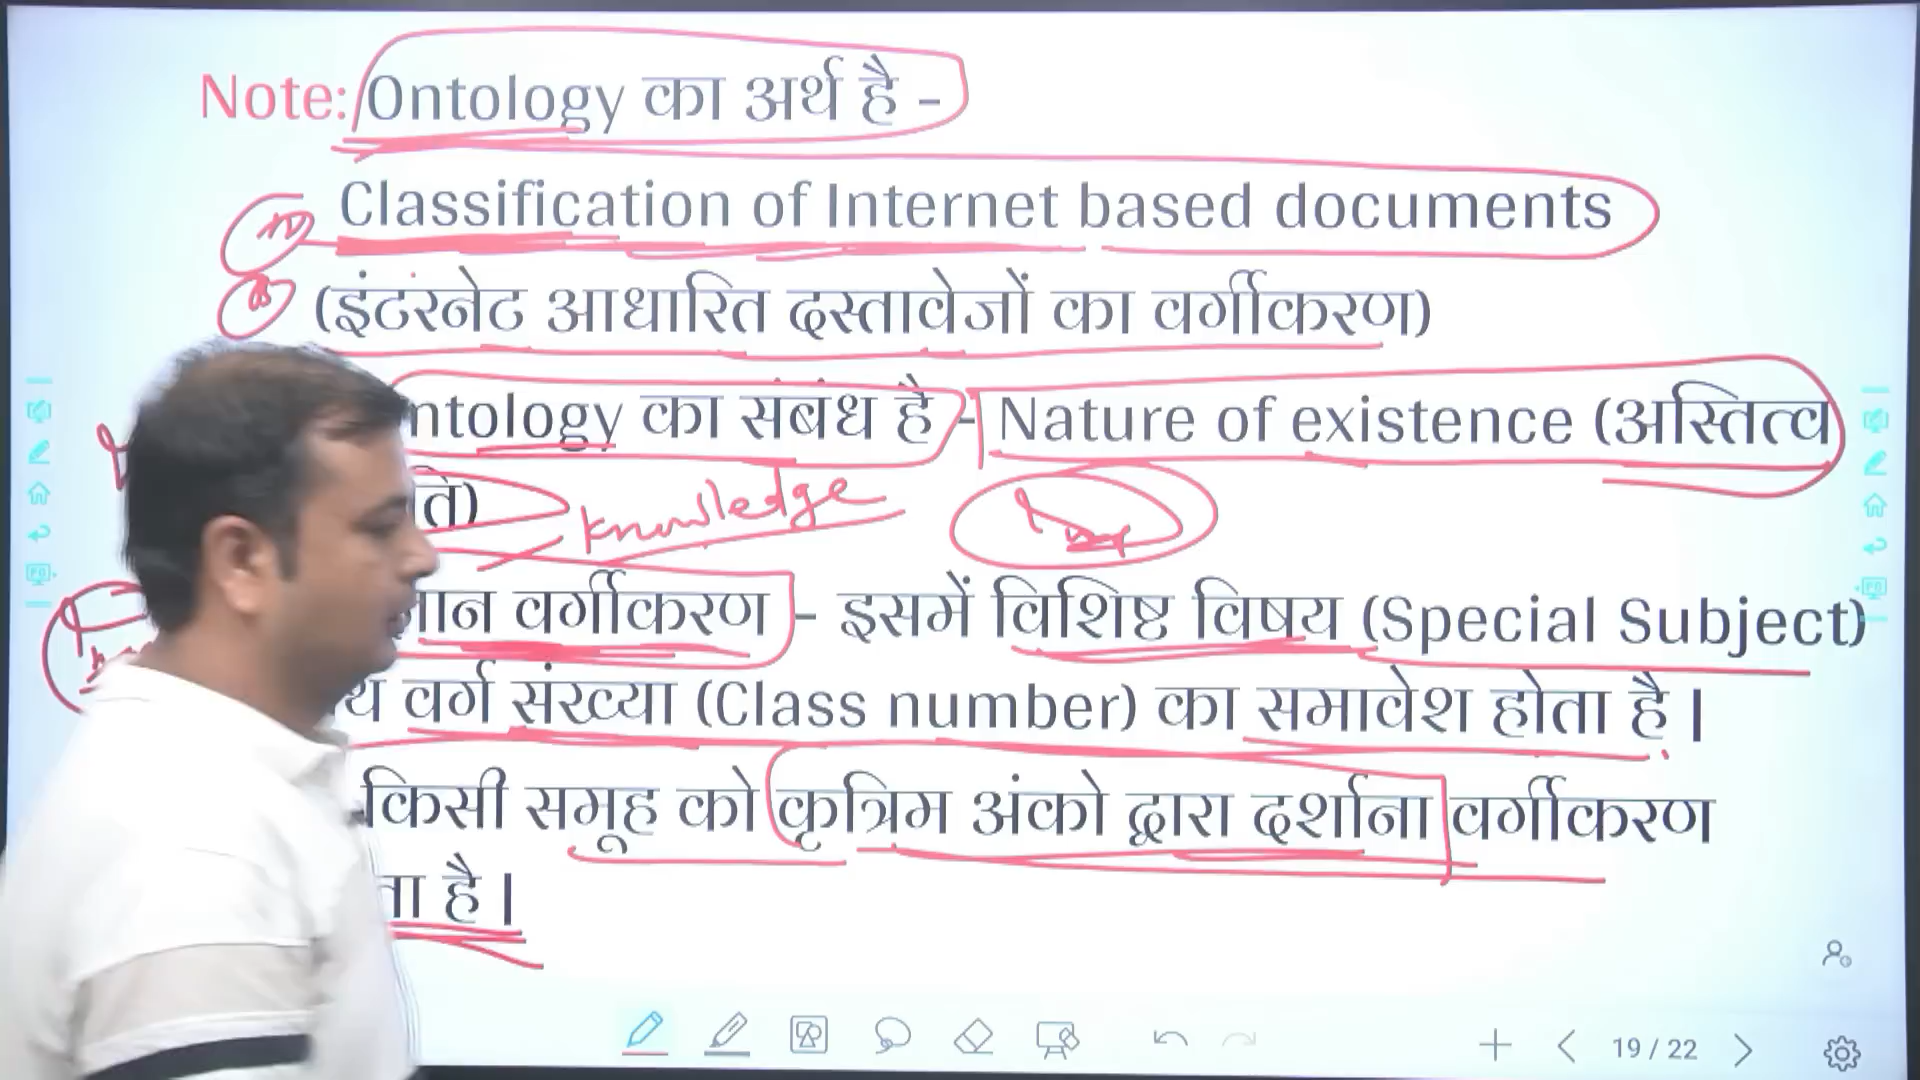 Note: Ontology का अर्थ है -
Classification of Internet based documents
(इंटरनेट आधारित दस्तावेजों का वर्गीकरण)
ntology का संबंध है - Nature of existence (अस्तित्व
ति)
knowledge
ान वर्गीकरण - इसमें विशिष्ट विषय (Special Subject)
थ वर्ग संख्या (Class number) का समावेश होता है।
किसी समूह को कृत्रिम अंको द्वारा दर्शाना वर्गीकरण
ता है।
19 / 22